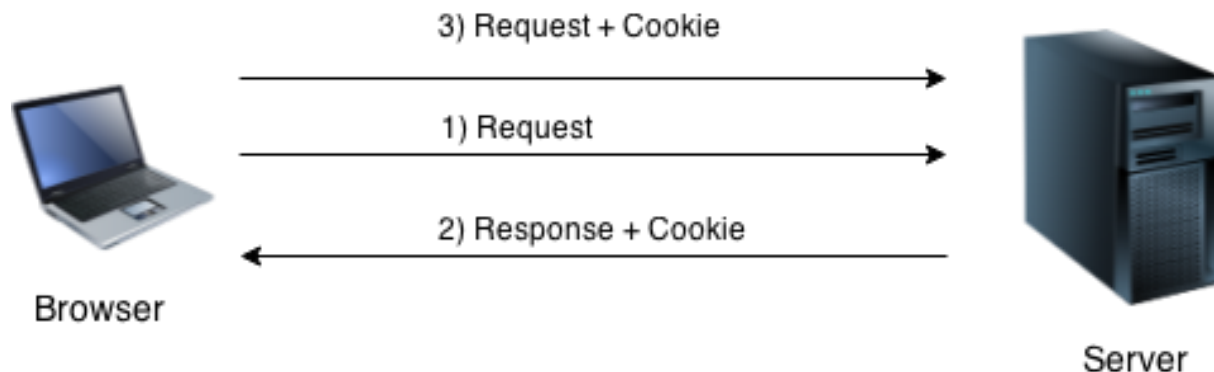 3) Request + Cookie
1) Request
2) Response + Cookie
Browser
Server